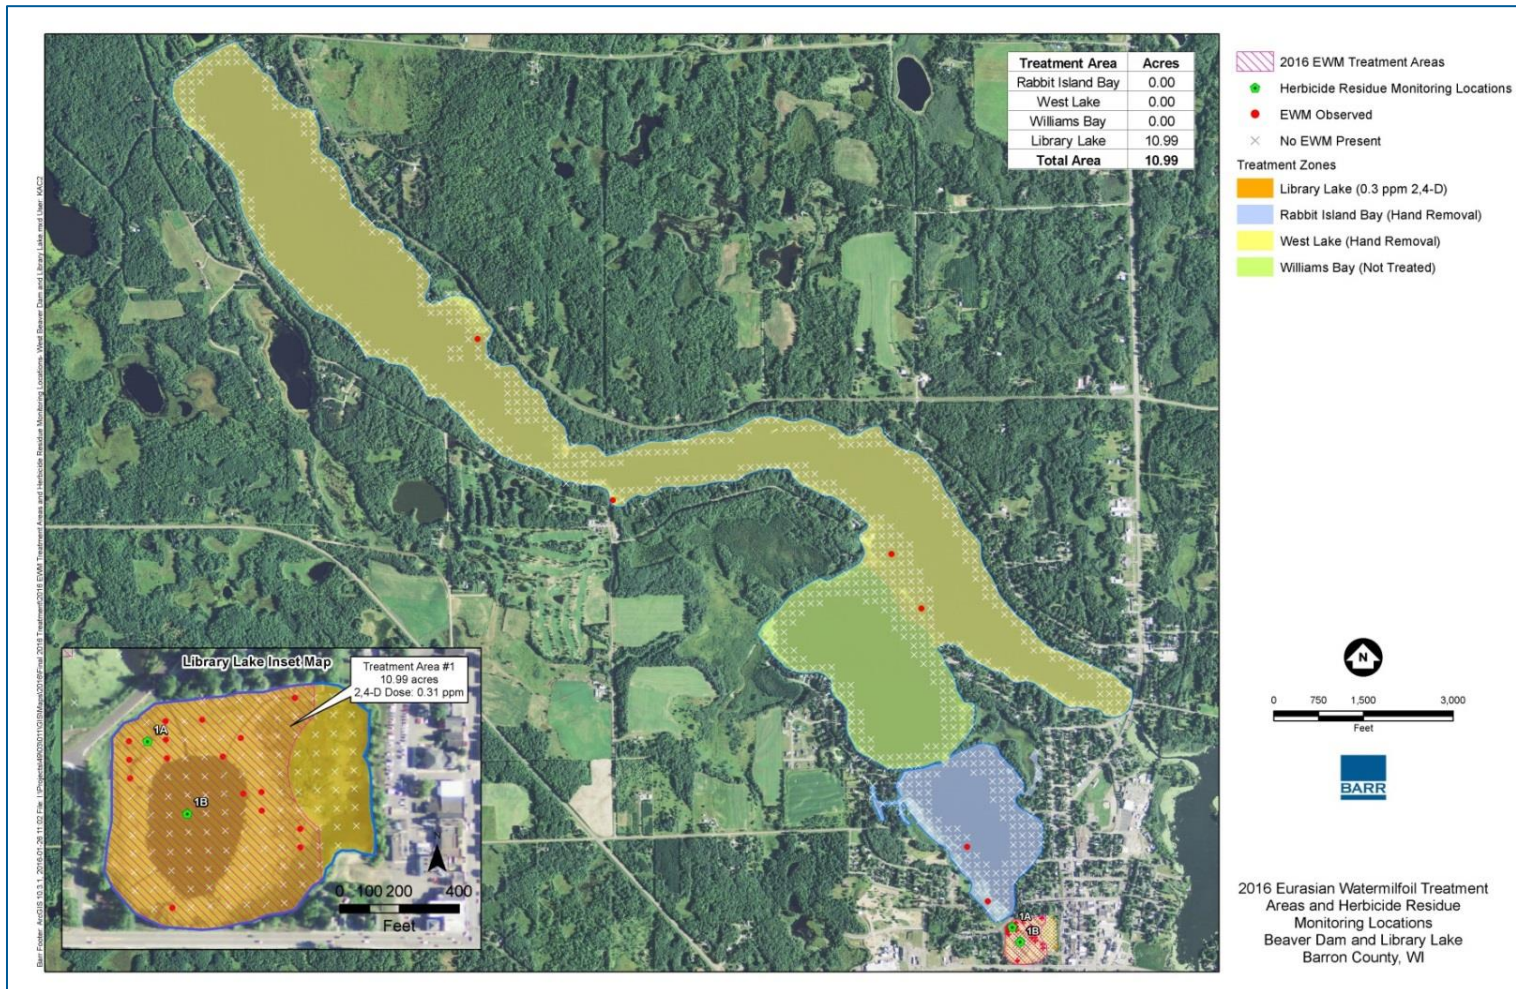 Treatment Area Acres
Rabbit Island Bay 0.00
West Lake 0.00
Williams Bay 0.00
Library Lake 10.99
Total Area 10.99
2016 EWM Treatment Areas
Herbicide Residue Monitoring Locations
EWM Observed
No EWM Present
Treatment Zones
Library Lake (0.3 ppm 2,4-D)
Rabbit Island Bay (Hand Removal)
West Lake (Hand Removal)
Williams Bay (Not Treated)
Library Lake Inset Map
Treatment Area #1
10.99 acres
2,4-D Dose: 0.31 ppm
1A
1B
N
0 100 200 400
Feet
1A
1B
N
0 750 1,500 3,000
Feet
BARR
2016 Eurasian Watermilfoil Treatment
Areas and Herbicide Residue
Monitoring Locations
Beaver Dam and Library Lake
Barron County, WI